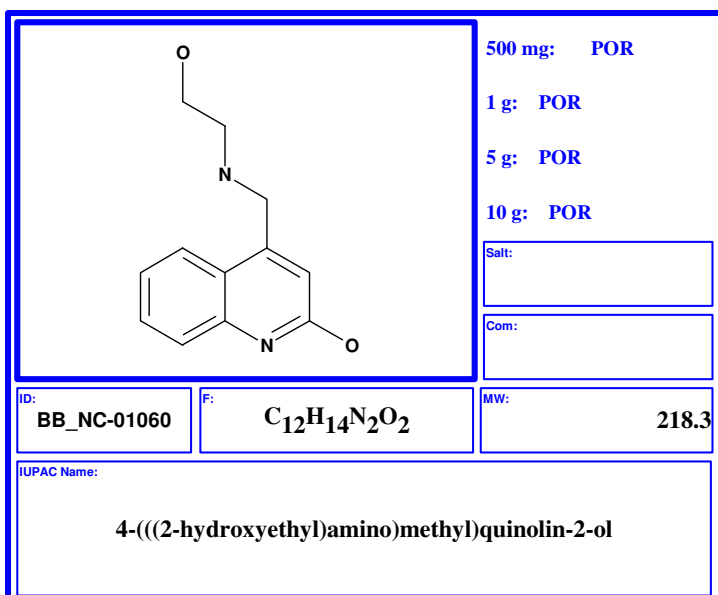 O
N
N
O
500 mg: POR
1 g: POR
5 g: POR
10 g: POR
Salt:
Com:
ID:
BB_NC-01060
F:
C12H14N2O2
MW:
218.3
IUPAC Name:
4-(((2-hydroxyethyl)amino)methyl)quinolin-2-ol